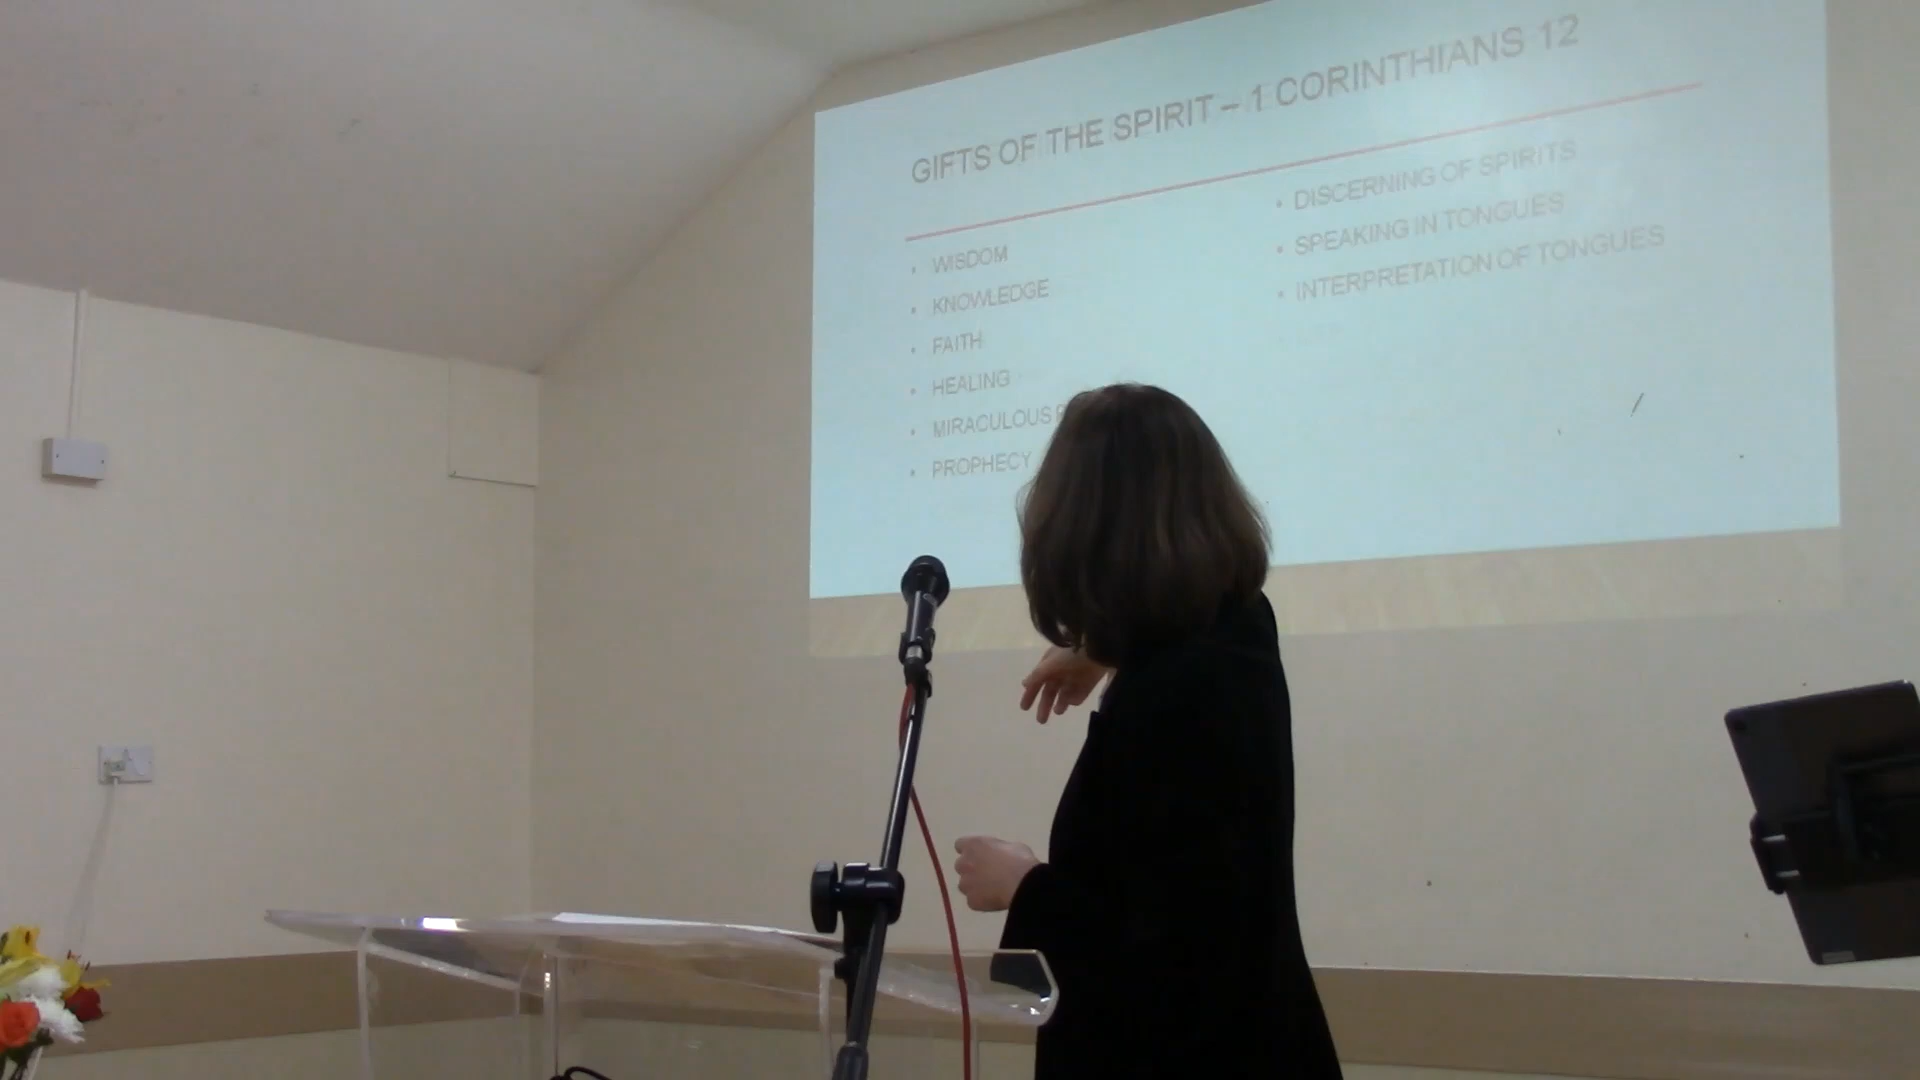 GIFTS OF THE SPIRIT – 1 CORINTHIANS 12
• WISDOM
• KNOWLEDGE
• FAITH
• HEALING
• MIRACULOUS
• PROPHECY
• DISCERNING OF SPIRITS
• SPEAKING IN TONGUES
• INTERPRETATION OF TONGUES